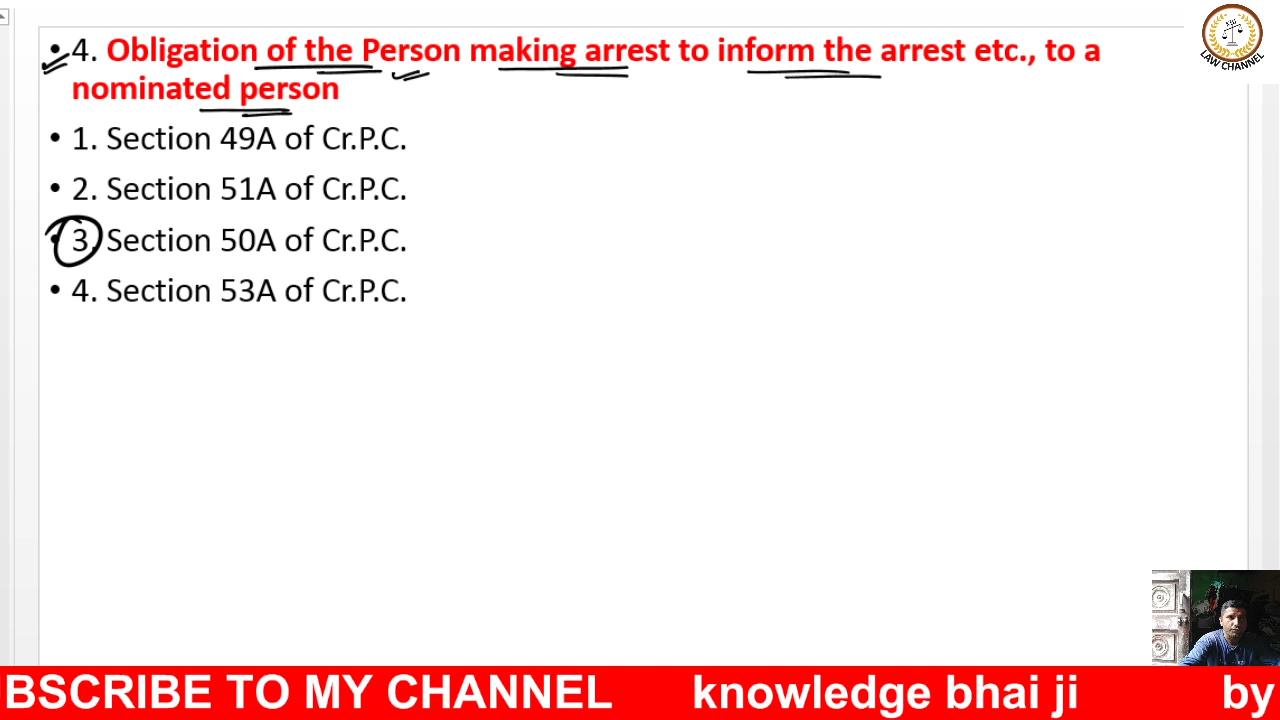 • 4. Obligation of the Person making arrest to inform the arrest etc., to a
nominated person
• 1. Section 49A of Cr.P.C.
• 2. Section 51A of Cr.P.C.
• 3. Section 50A of Cr.P.C.
• 4. Section 53A of Cr.P.C.
LAW CHANNEL
UBSCRIBE TO MY CHANNEL knowledge bhai ji by